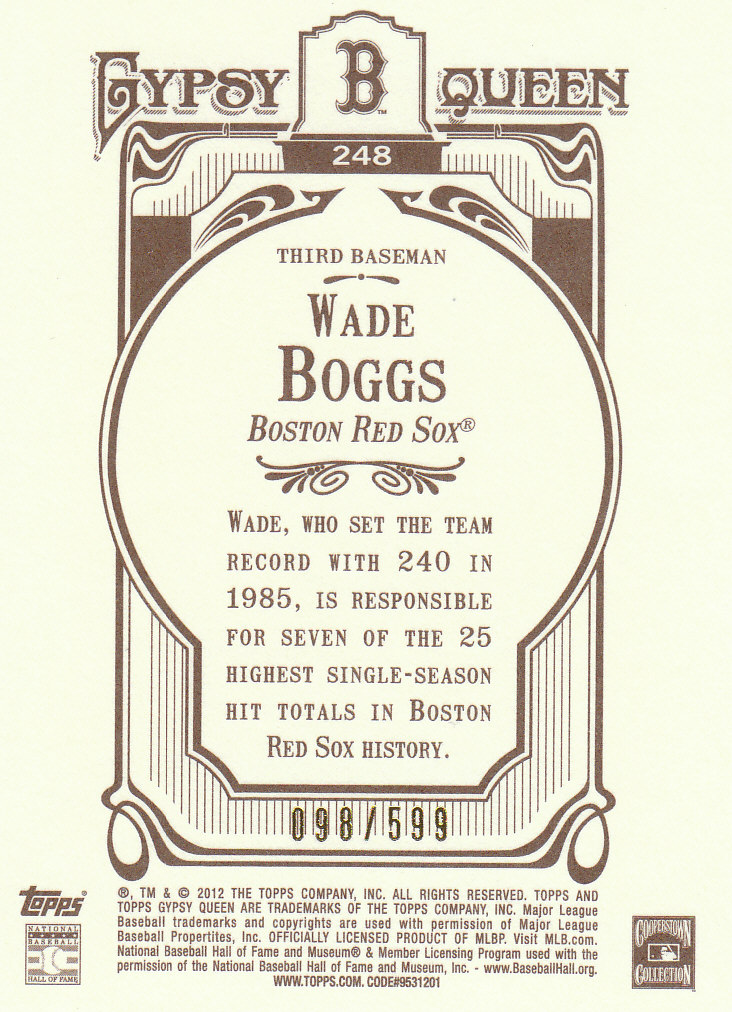 GYPSY B QUEEN
™
248
THIRD BASEMAN
WADE
BOGGS
BOSTON RED SOX®
WADE, WHO SET THE TEAM
RECORD WITH 240 IN
1985, IS RESPONSIBLE
FOR SEVEN OF THE 25
HIGHEST SINGLE-SEASON
HIT TOTALS IN BOSTON
RED SOX HISTORY.
098/599
topps®
®, TM & © 2012 THE TOPPS COMPANY, INC. ALL RIGHTS RESERVED. TOPPS AND
TOPPS GYPSY QUEEN ARE TRADEMARKS OF THE TOPPS COMPANY, INC. Major League
Baseball trademarks and copyrights are used with permission of Major League
Baseball Propertites, Inc. OFFICIALLY LICENSED PRODUCT OF MLBP. Visit MLB.com.
National Baseball Hall of Fame and Museum® & Member Licensing Program used with the
permission of the National Baseball Hall of Fame and Museum, Inc. - www.BaseballHall.org.
WWW.TOPPS.COM. CODE#9531201
NATIONAL
BASEBALL
HALL OF FAME
COOPERSTOWN
COLLECTION